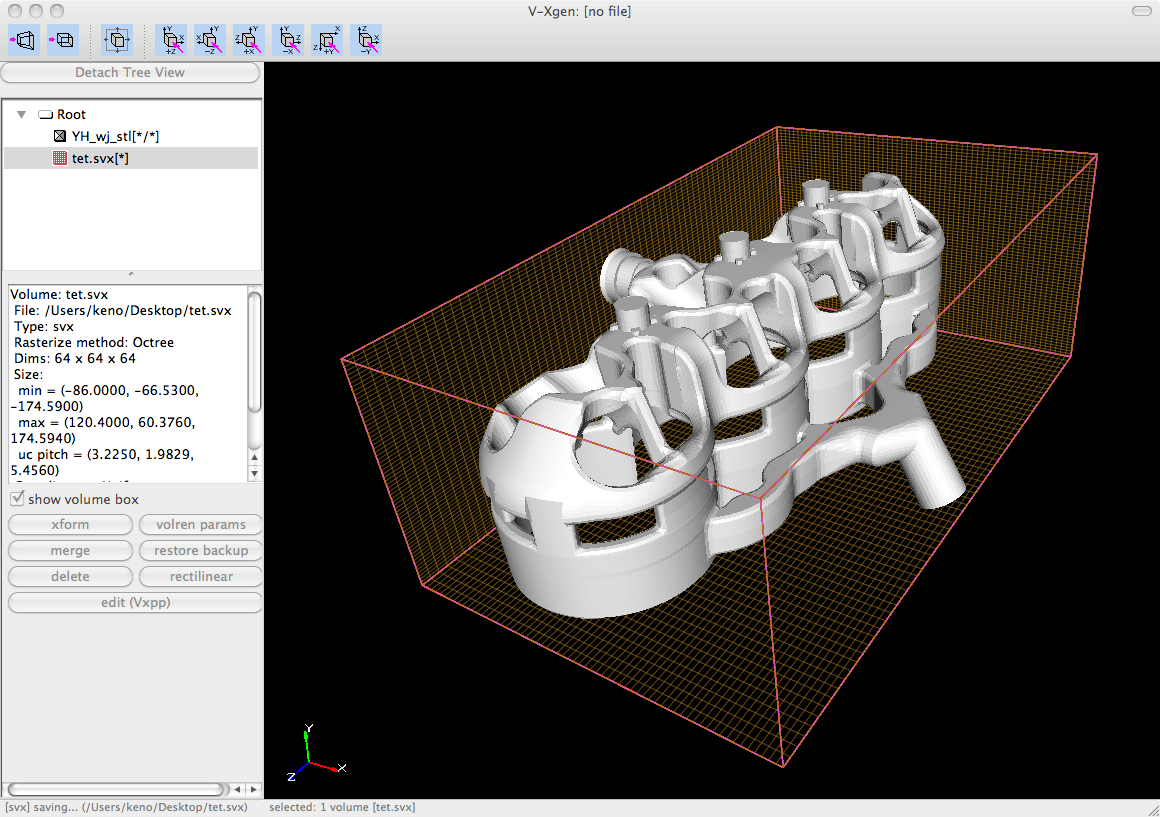 V-Xgen: [no file]
Y X +Z
Y X -Z
Y Z +X
Y Z -X
X Z +Y
Z X -Y
Detach Tree View
Root
YH_wj_stl[*/*]
tet.svx[*]
Volume: tet.svx
File: /Users/keno/Desktop/tet.svx
Type: svx
Rasterize method: Octree
Dims: 64 x 64 x 64
Size:
min = (-86.0000, -66.5300,
-174.5900)
max = (120.4000, 60.3760,
174.5940)
uc pitch = (3.2250, 1.9829,
5.4560)
show volume box
xform volren params
merge restore backup
delete rectilinear
edit (Vxpp)
Y
X
Z
[svx] saving... (/Users/keno/Desktop/tet.svx) selected: 1 volume [tet.svx]